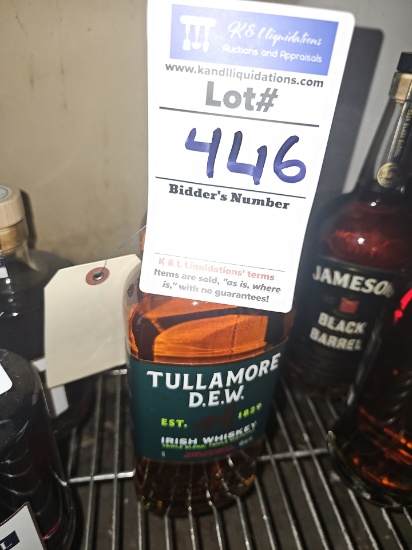 K & L Liquidations
Auctions and Appraisals
www.kandlliquidations.com
Lot#
446
Bidder's Number
K & L Liquidations' terms
Items are sold, "as is, where
is," with no guarantees!
TULLAMORE
D.E.W.
EST. 1829
IRISH WHISKEY
JAMESON
BLACK
BARREL